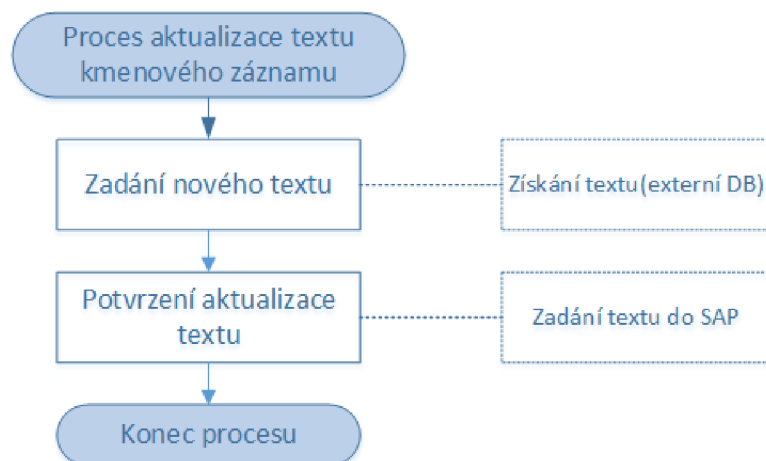 Proces aktualizace textu
kmenového záznamu
Zadání nového textu
Získání textu(externí DB)
Potvrzení aktualizace
textu
Zadání textu do SAP
Konec procesu